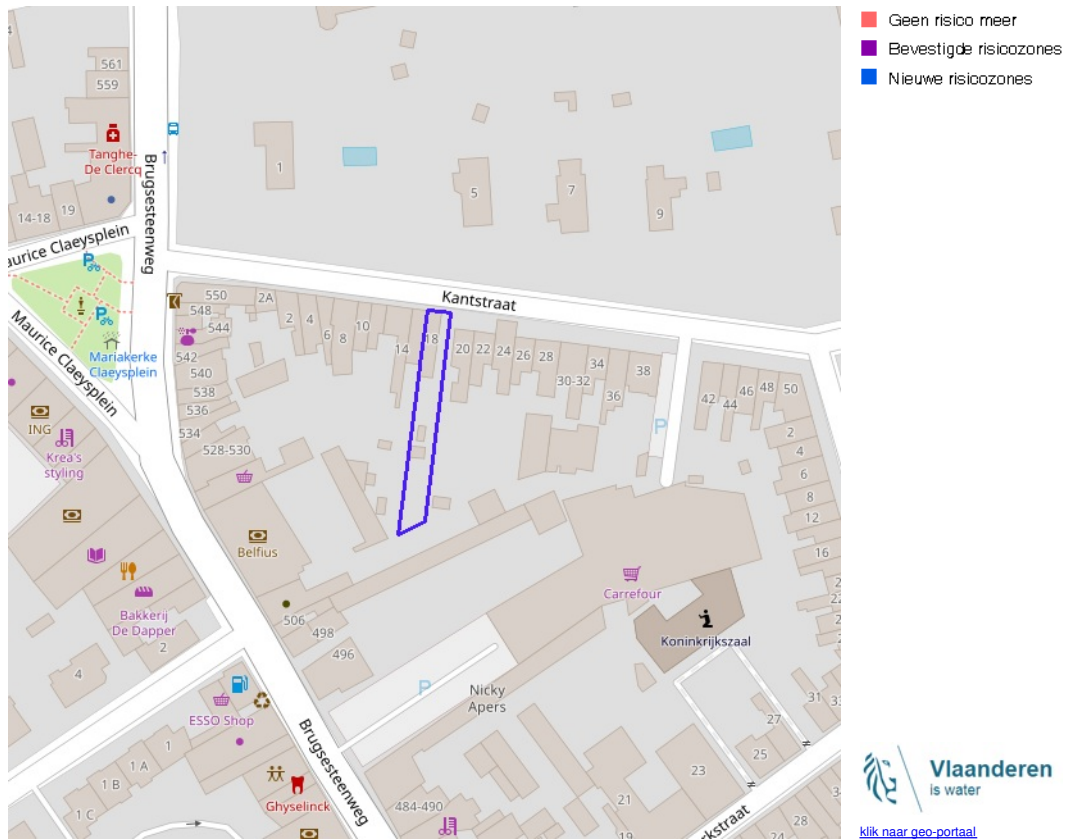 Geen risico meer
Bevestigde risicozones
Nieuwe risicozones
561
559
Tanghe-
De Clercq
14-18
19
Brugsesteenweg
aurice Claeysplein
Maurice Claeysplein
Mariakerke
Claeysplein
1
5
7
9
Kantstraat
550
548
544
542
540
538
536
534
528-530
2A
2
4
6
8
10
14
18
20
22
24
26
28
30-32
34
36
38
42
44
46
48
50
2
4
6
8
12
16
P
ING
Krea's
styling
Belfius
Bakkerij
De Dapper
2
4
506
498
496
Carrefour
Koninkrijkszaal
P
Nicky
Apers
ESSO Shop
1
1 A
1 B
1 C
Ghyselinck
Brugsesteenweg
484-490
19
21
23
25
27
31
33
28
24
rkstraat
Vlaanderen
is water
klik naar geo-portaal